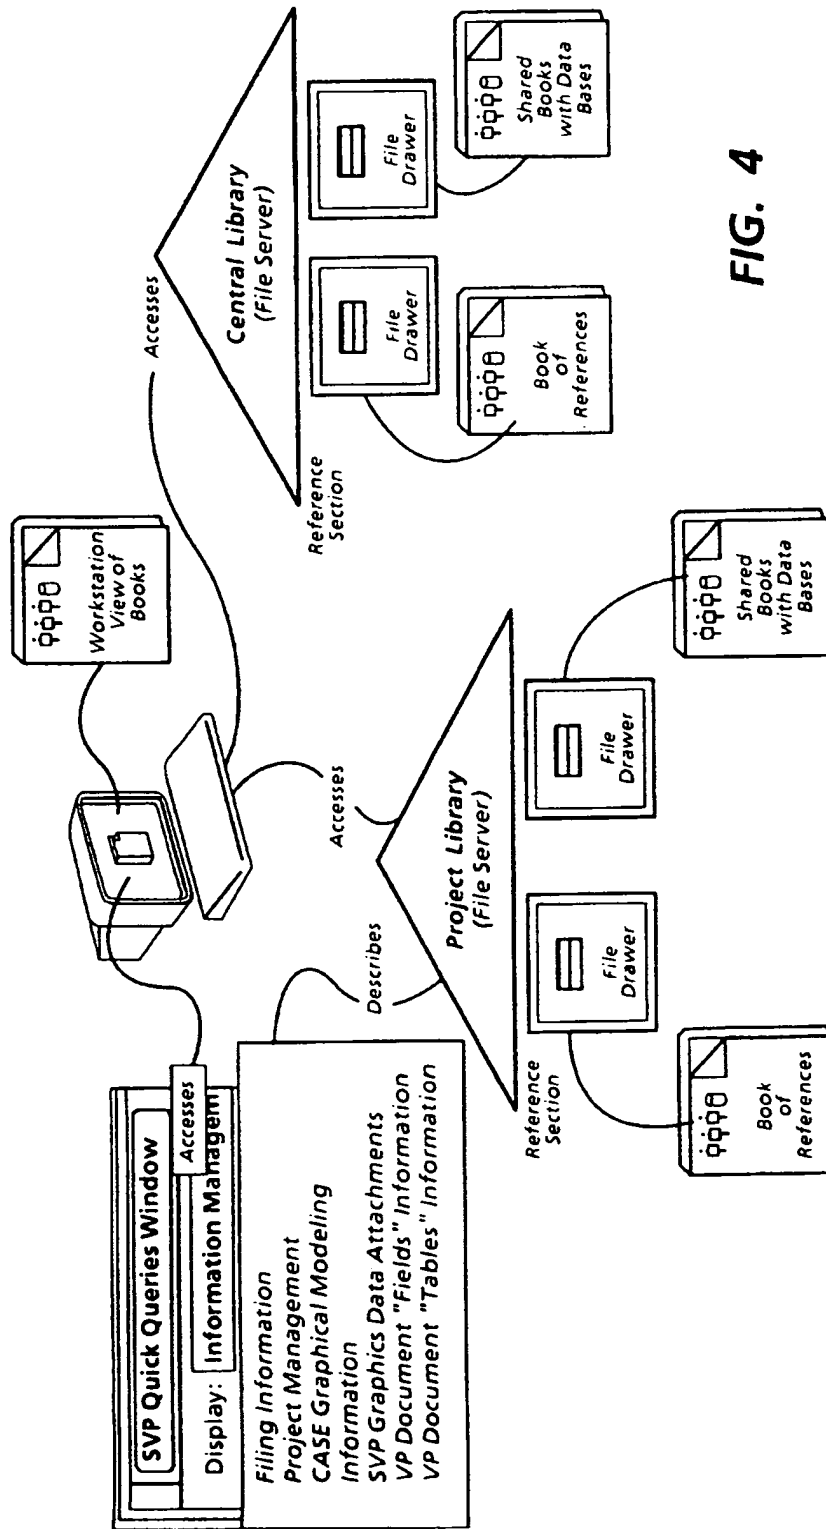 SVP Quick Queries Window
Accesses
Display: Information Managem
Filing Information
Project Management
CASE Graphical Modeling
Information
SVP Graphics Data Attachments
VP Document "Fields" Information
VP Document "Tables" Information
Describes
Workstation
View of
Books
Accesses
Accesses
Project Library
(File Server)
Reference
Section
File
Drawer
File
Drawer
Book
of
References
Shared
Books
with Data
Bases
Central Library
(File Server)
Reference
Section
File
Drawer
File
Drawer
Book
of
References
Shared
Books
with Data
Bases
FIG. 4